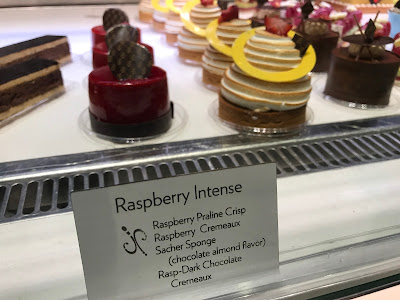 Raspberry Intense
Raspberry Praline Crisp
Raspberry Cremeaux
Sacher Sponge
(chocolate almond flavor)
Rasp-Dark Chocolate
Cremeaux